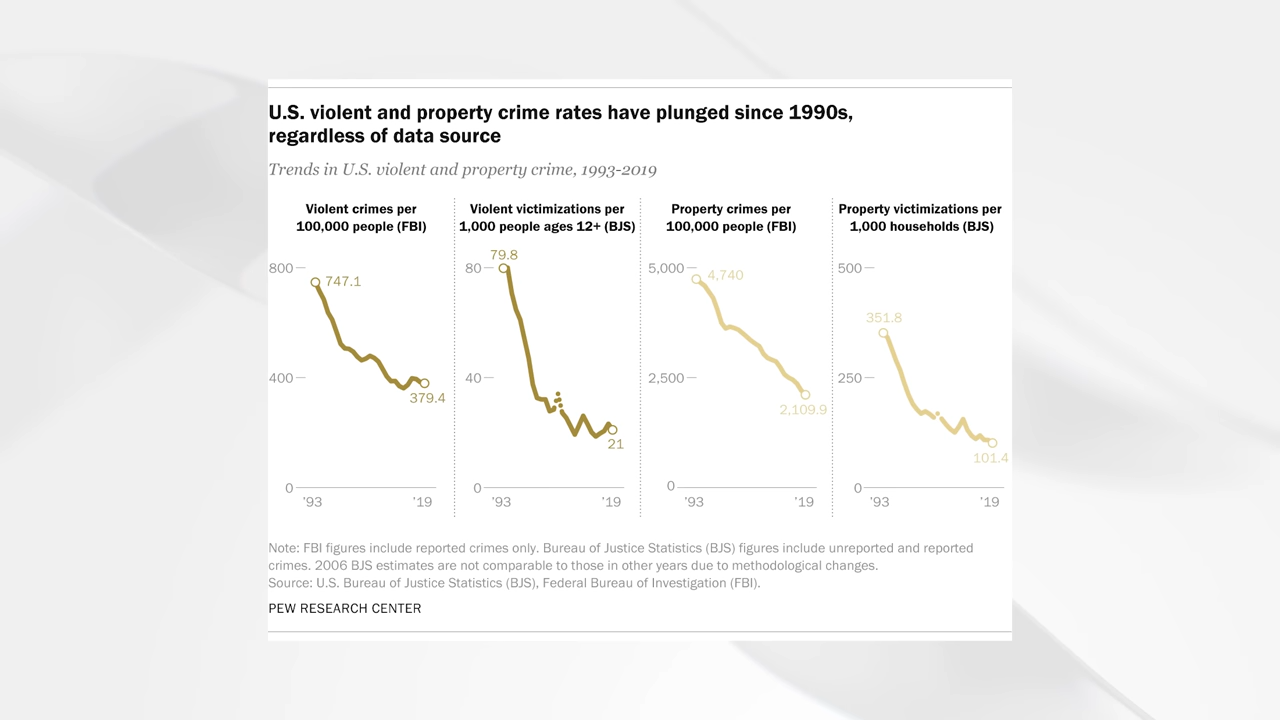 U.S. violent and property crime rates have plunged since 1990s,
regardless of data source
Trends in U.S. violent and property crime, 1993-2019
Violent crimes per
100,000 people (FBI)
800
747.1
400
379.4
0
'93
'19
Violent victimizations per
1,000 people ages 12+ (BJS)
79.8
80
40
21
0
'93
'19
Property crimes per
100,000 people (FBI)
5,000
4,740
2,500
2,109.9
0
'93
'19
Property victimizations per
1,000 households (BJS)
500
351.8
250
101.4
0
'93
'19
Note: FBI figures include reported crimes only. Bureau of Justice Statistics (BJS) figures include unreported and reported
crimes. 2006 BJS estimates are not comparable to those in other years due to methodological changes.
Source: U.S. Bureau of Justice Statistics (BJS), Federal Bureau of Investigation (FBI).
PEW RESEARCH CENTER